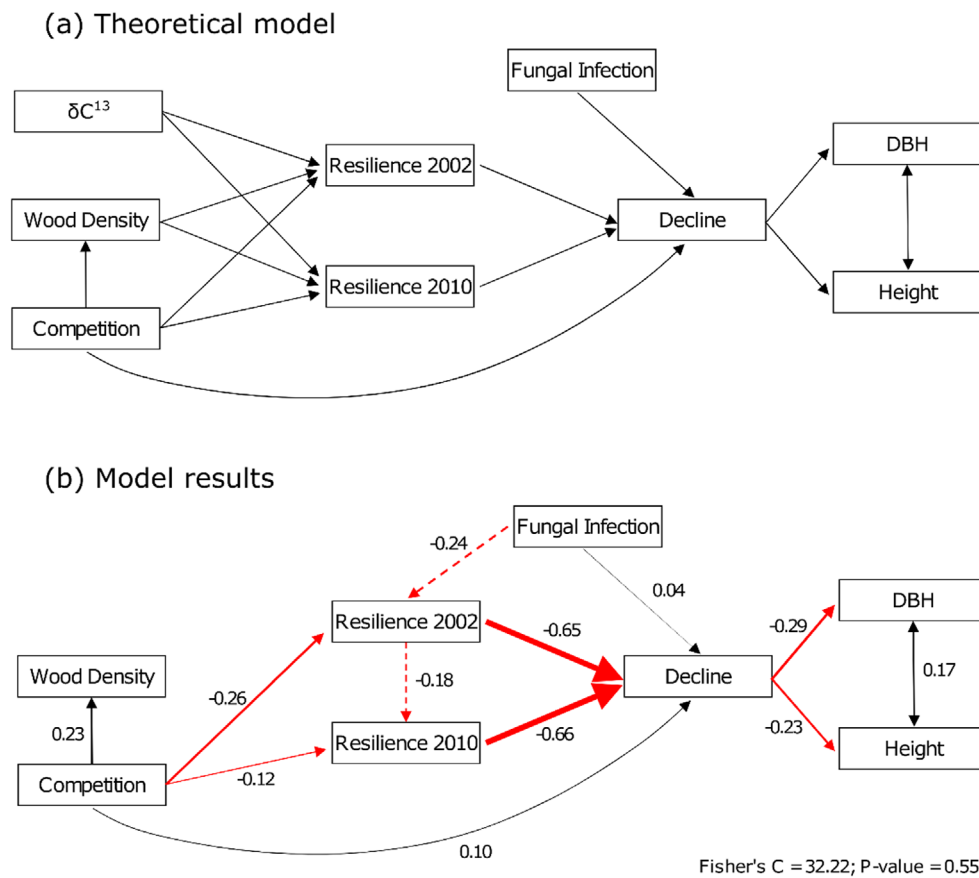 (a) Theoretical model
Fungal Infection
δC¹³
DBH
Resilience 2002
Wood Density
Decline
Resilience 2010
Height
Competition
(b) Model results
Fungal Infection
-0.24
0.04
DBH
Resilience 2002
-0.65
-0.29
Wood Density
-0.18
Decline
0.17
-0.26
0.23
Resilience 2010
-0.66
-0.23
Height
Competition
-0.12
0.10
Fisher's C =32.22; P-value =0.55